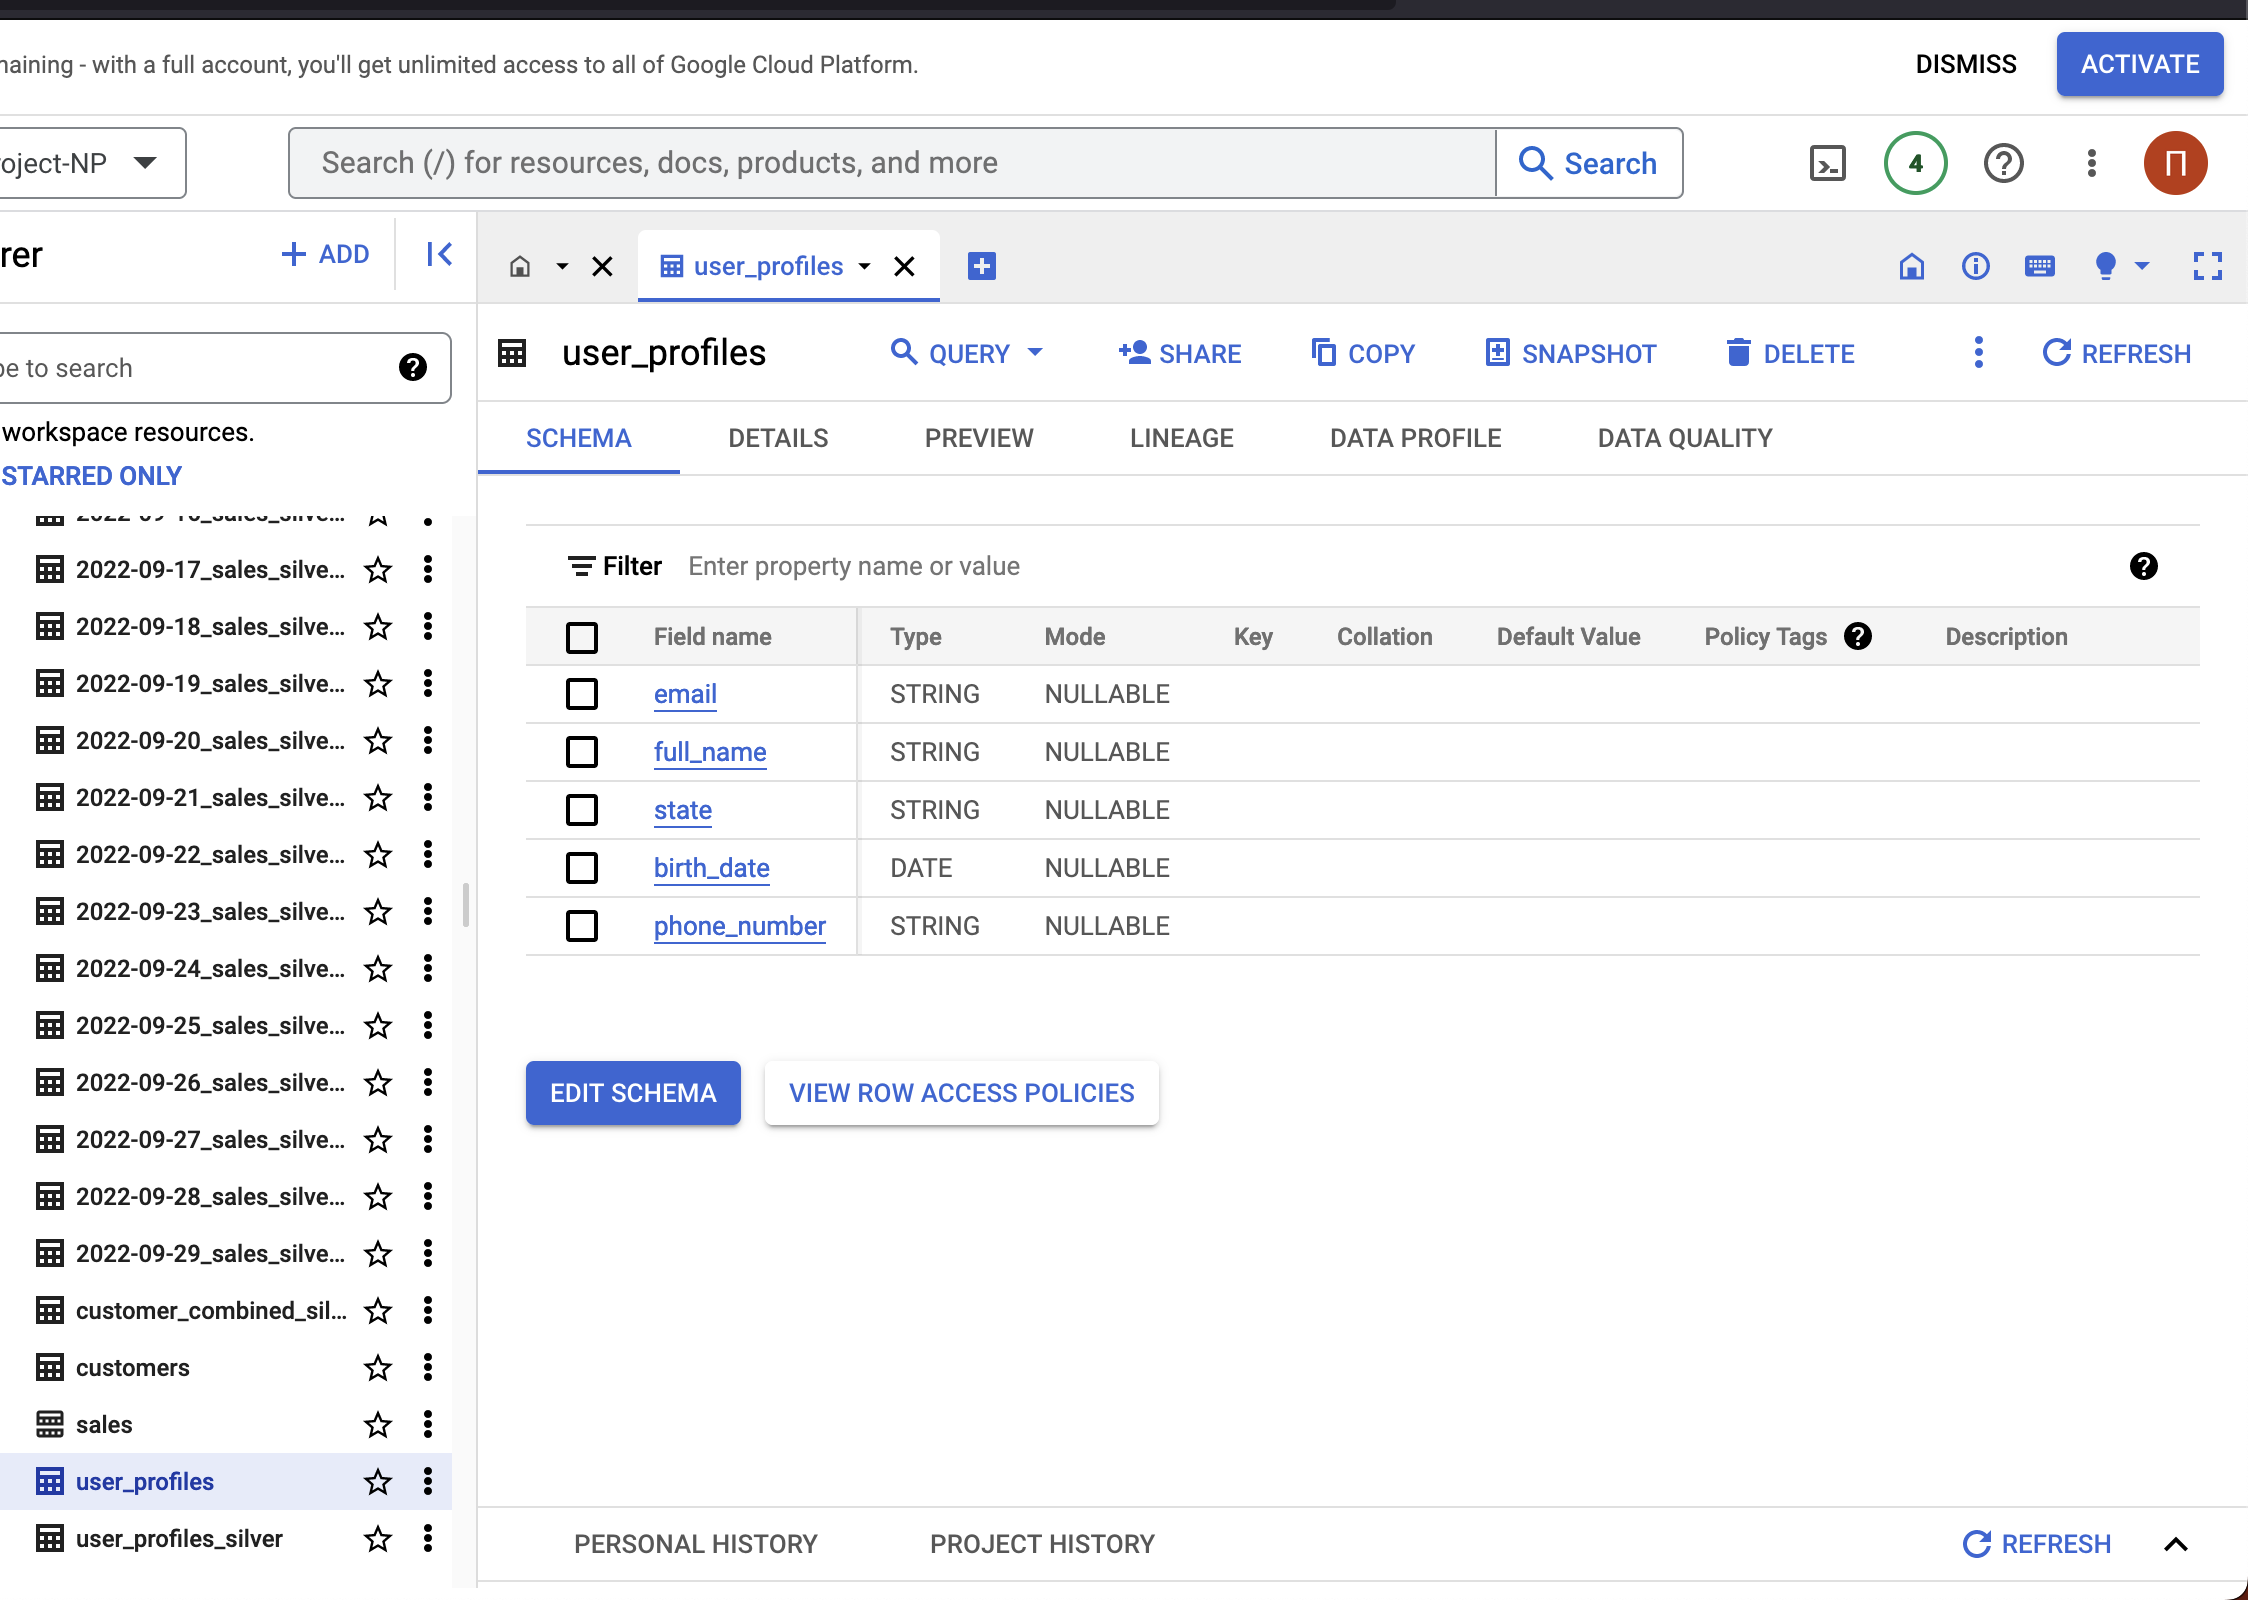 - with a full account, you'll get unlimited access to all of Google Cloud Platform.
DISMISS
ACTIVATE
Search (/) for resources, docs, products, and more
Search
4
П
ADD
user_profiles
to search
workspace resources.
STARRED ONLY
2022-09-17_sales_silve...
2022-09-18_sales_silve...
2022-09-19_sales_silve...
2022-09-20_sales_silve...
2022-09-21_sales_silve...
2022-09-22_sales_silve...
2022-09-23_sales_silve...
2022-09-24_sales_silve...
2022-09-25_sales_silve...
2022-09-26_sales_silve...
2022-09-27_sales_silve...
2022-09-28_sales_silve...
2022-09-29_sales_silve...
customer_combined_sil...
customers
sales
user_profiles
user_profiles_silver
user_profiles
QUERY
SHARE
COPY
SNAPSHOT
DELETE
REFRESH
SCHEMA DETAILS PREVIEW LINEAGE DATA PROFILE DATA QUALITY
Filter Enter property name or value
Field name Type Mode Key Collation Default Value Policy Tags Description
email STRING NULLABLE
full_name STRING NULLABLE
state STRING NULLABLE
birth_date DATE NULLABLE
phone_number STRING NULLABLE
EDIT SCHEMA
VIEW ROW ACCESS POLICIES
PERSONAL HISTORY PROJECT HISTORY
REFRESH